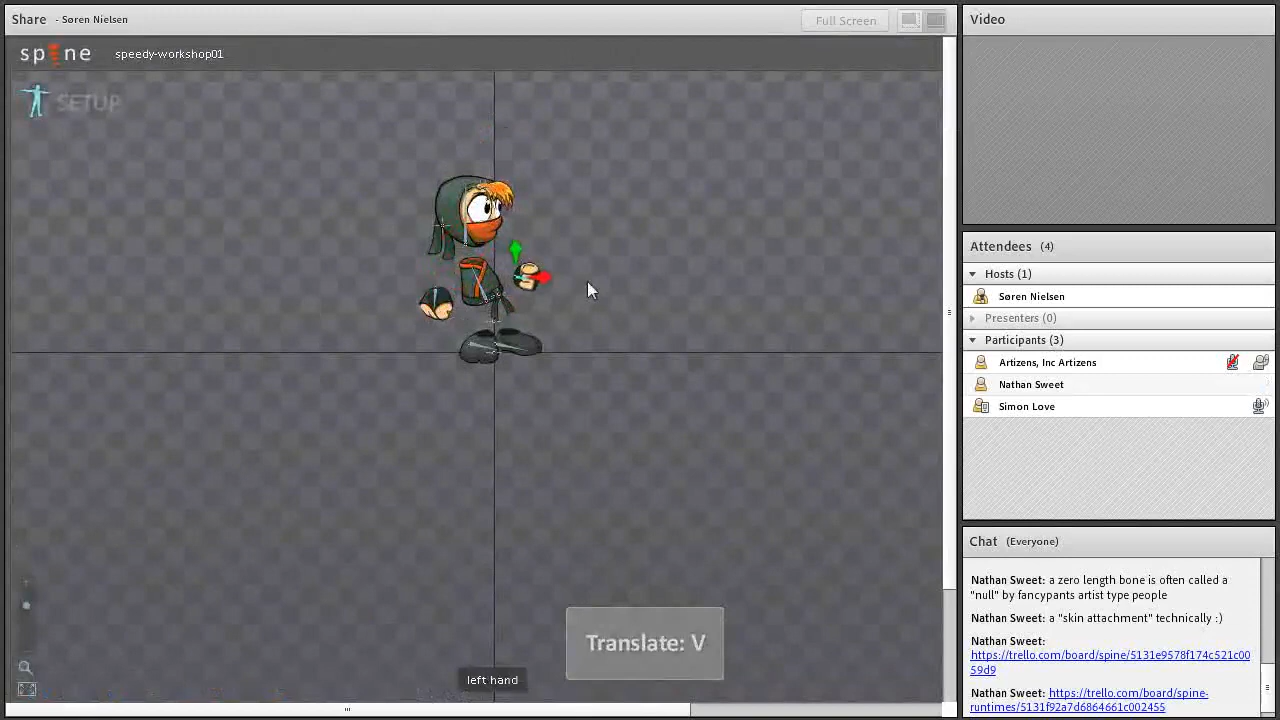 Share - Søren Nielsen
Full Screen
spine speedy-workshop01
SETUP
Translate: V
left hand
Video
Attendees (4)
Hosts (1)
Søren Nielsen
Presenters (0)
Participants (3)
Artizens, Inc Artizens
Nathan Sweet
Simon Love
Chat (Everyone)
Nathan Sweet: a zero length bone is often called a
"null" by fancypants artist type people
Nathan Sweet: a "skin attachment" technically :)
Nathan Sweet:
https://trello.com/board/spine/5131e9578f174c521c00
59d9
Nathan Sweet: https://trello.com/board/spine-
runtimes/5131f92a7d6864661c002455